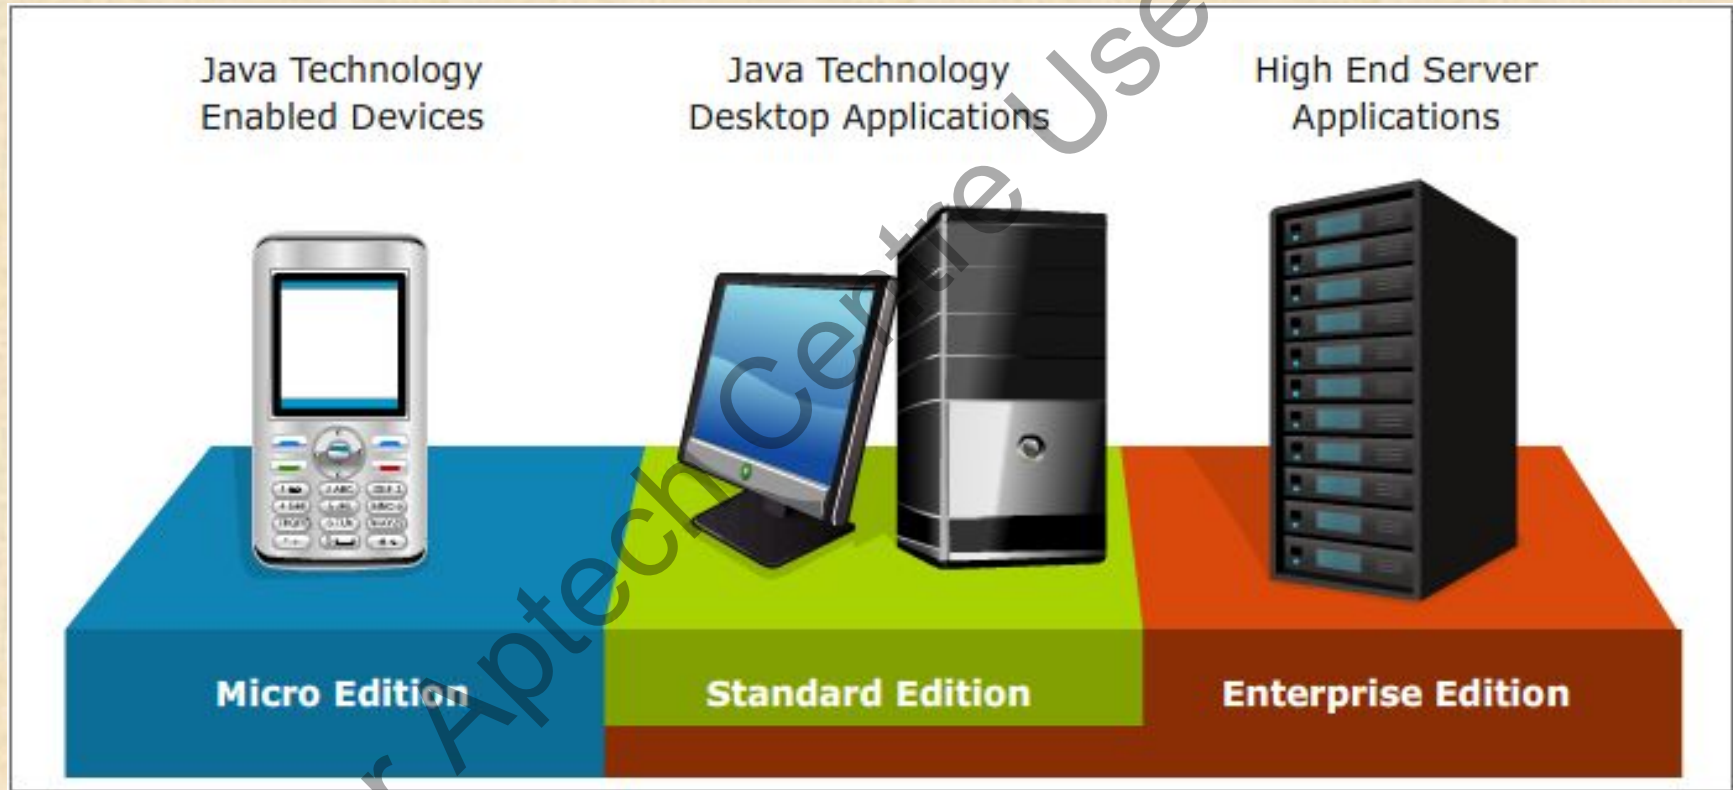 Java Technology
Enabled Devices
Java Technology
Desktop Applications
High End Server
Applications
Micro Edition
Standard Edition
Enterprise Edition
Aptech Centre Use